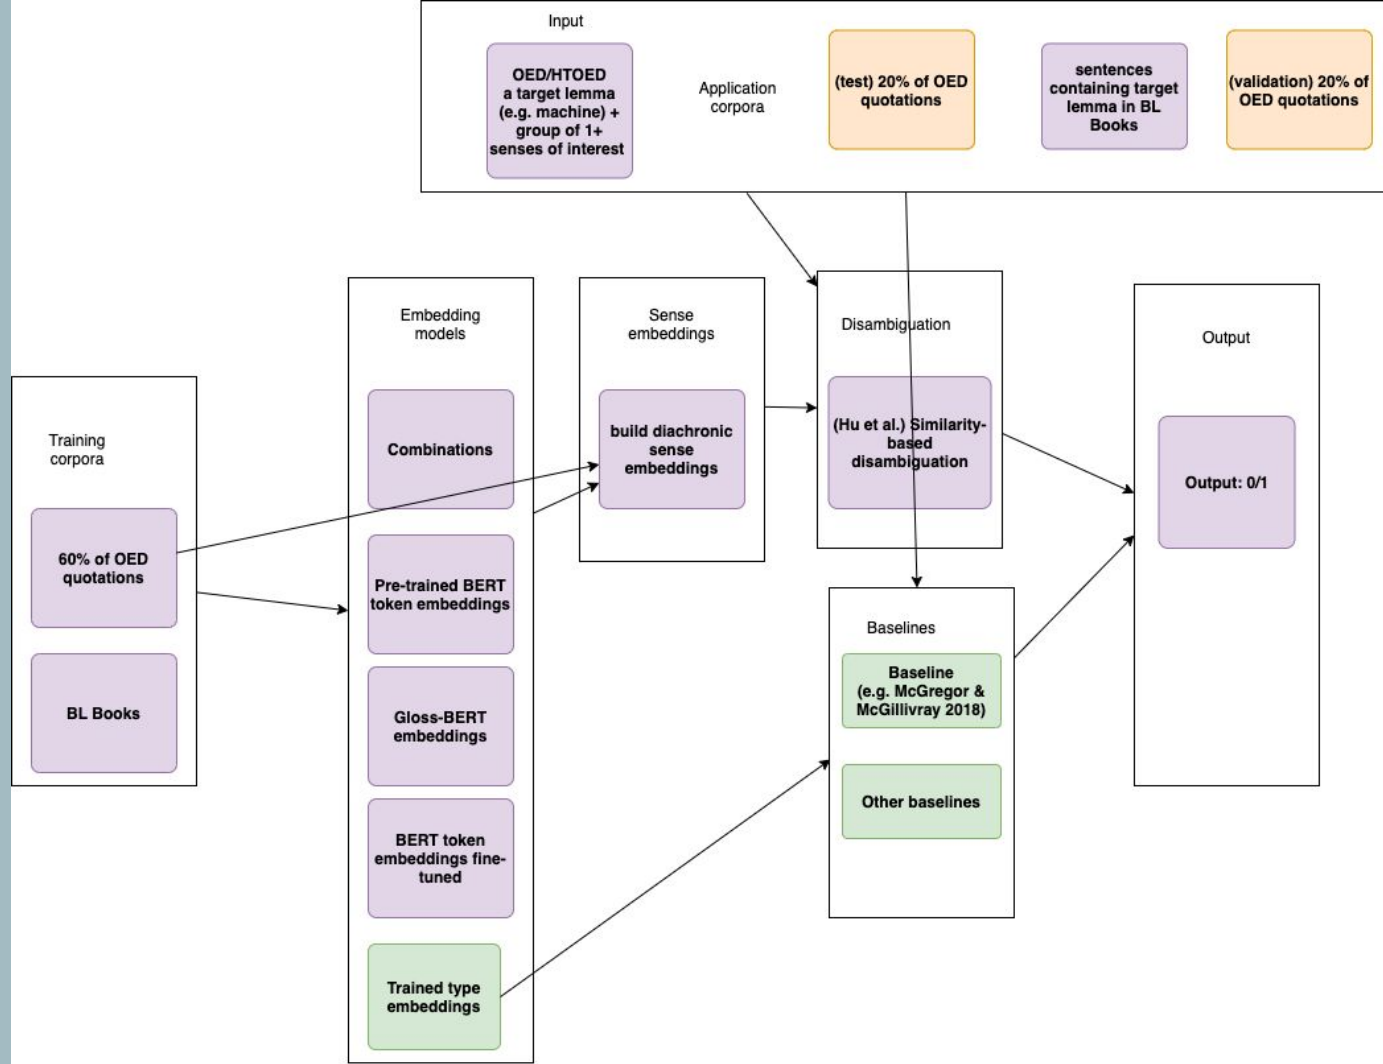 Input
OED/HTOED
a target lemma
(e.g. machine) +
group of 1+
senses of interest
Application
corpora
(test) 20% of OED
quotations
sentences
containing target
lemma in BL
Books
(validation) 20% of
OED quotations
Training
corpora
60% of OED
quotations
BL Books
Embedding
models
Combinations
Pre-trained BERT
token embeddings
Gloss-BERT
embeddings
BERT token
embeddings fine-
tuned
Trained type
embeddings
Sense
embeddings
build diachronic
sense
embeddings
Disambiguation
(Hu et al.) Similarity-
based
disambiguation
Baselines
Baseline
(e.g. McGregor &
McGillivray 2018)
Other baselines
Output
Output: 0/1